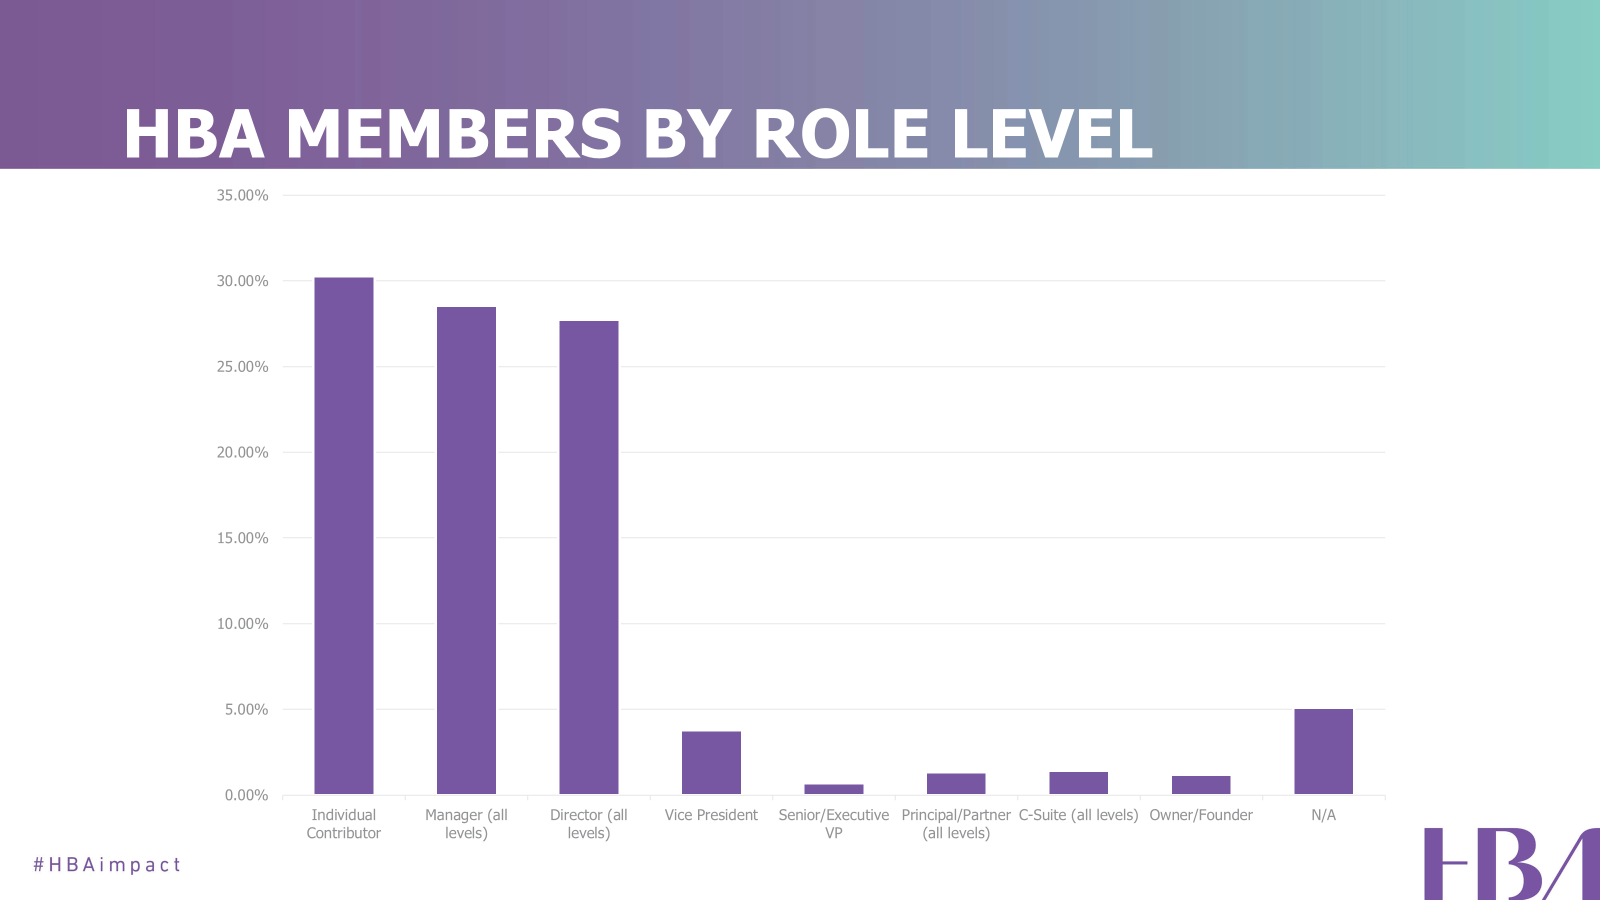 HBA MEMBERS BY ROLE LEVEL
35.00%
30.00%
25.00%
20.00%
15.00%
10.00%
5.00%
0.00%
Individual
Contributor
Manager (all
levels)
Director (all
levels)
Vice President
Senior/Executive
VP
Principal/Partner
(all levels)
C-Suite (all levels)
Owner/Founder
N/A
#HBAimpact
HBA